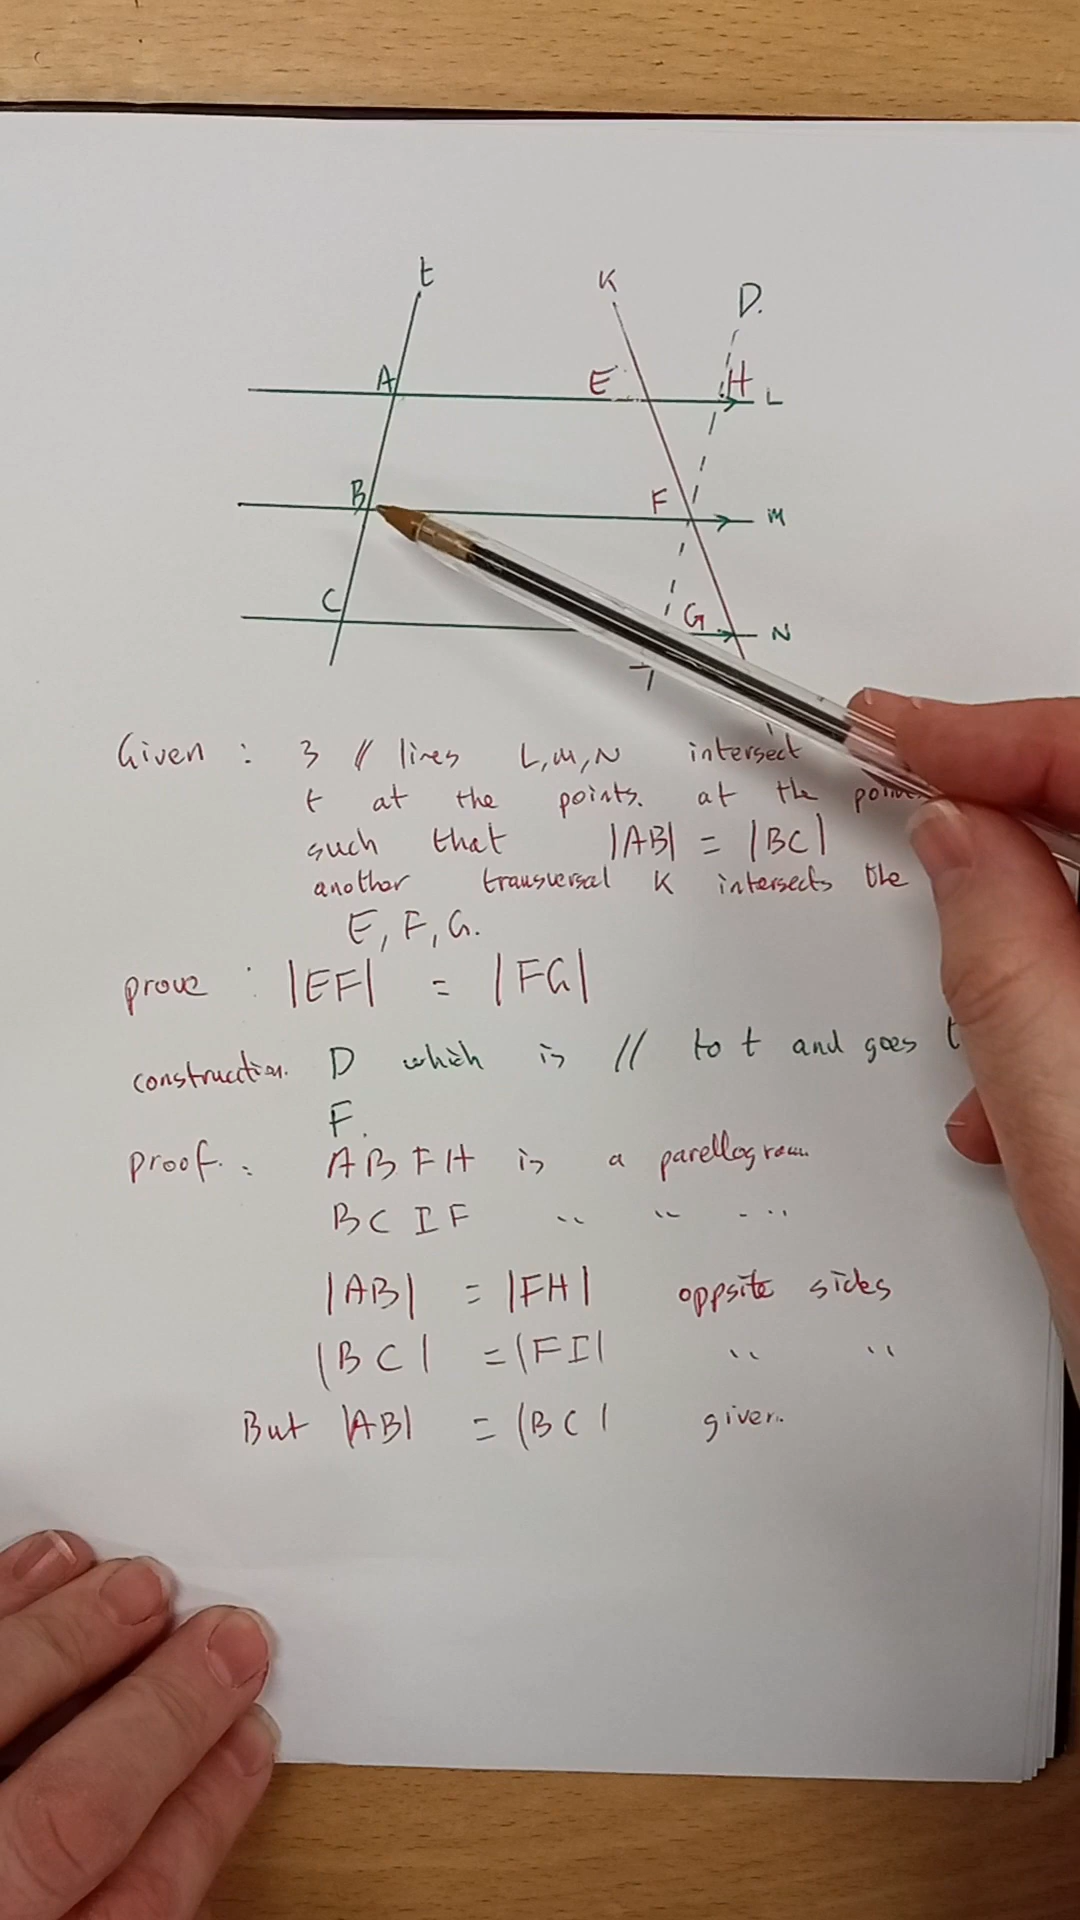 t
K
D.
A
E
H
L
B
F
M
C
G
N
I
Given : 3 // lines L,M,N intersect
t at the points. at the
such that |AB| = |BC|
another transversal K intersects the
E, F, G.
prove : |EF| = |FG|
construction. D which is // to t and goes
F.
Proof. : ABFH is a parellogram
BCIF " " "
|AB| = |FH| oppsite sides
|BC| = |FI| " "
But |AB| = |BC| given.